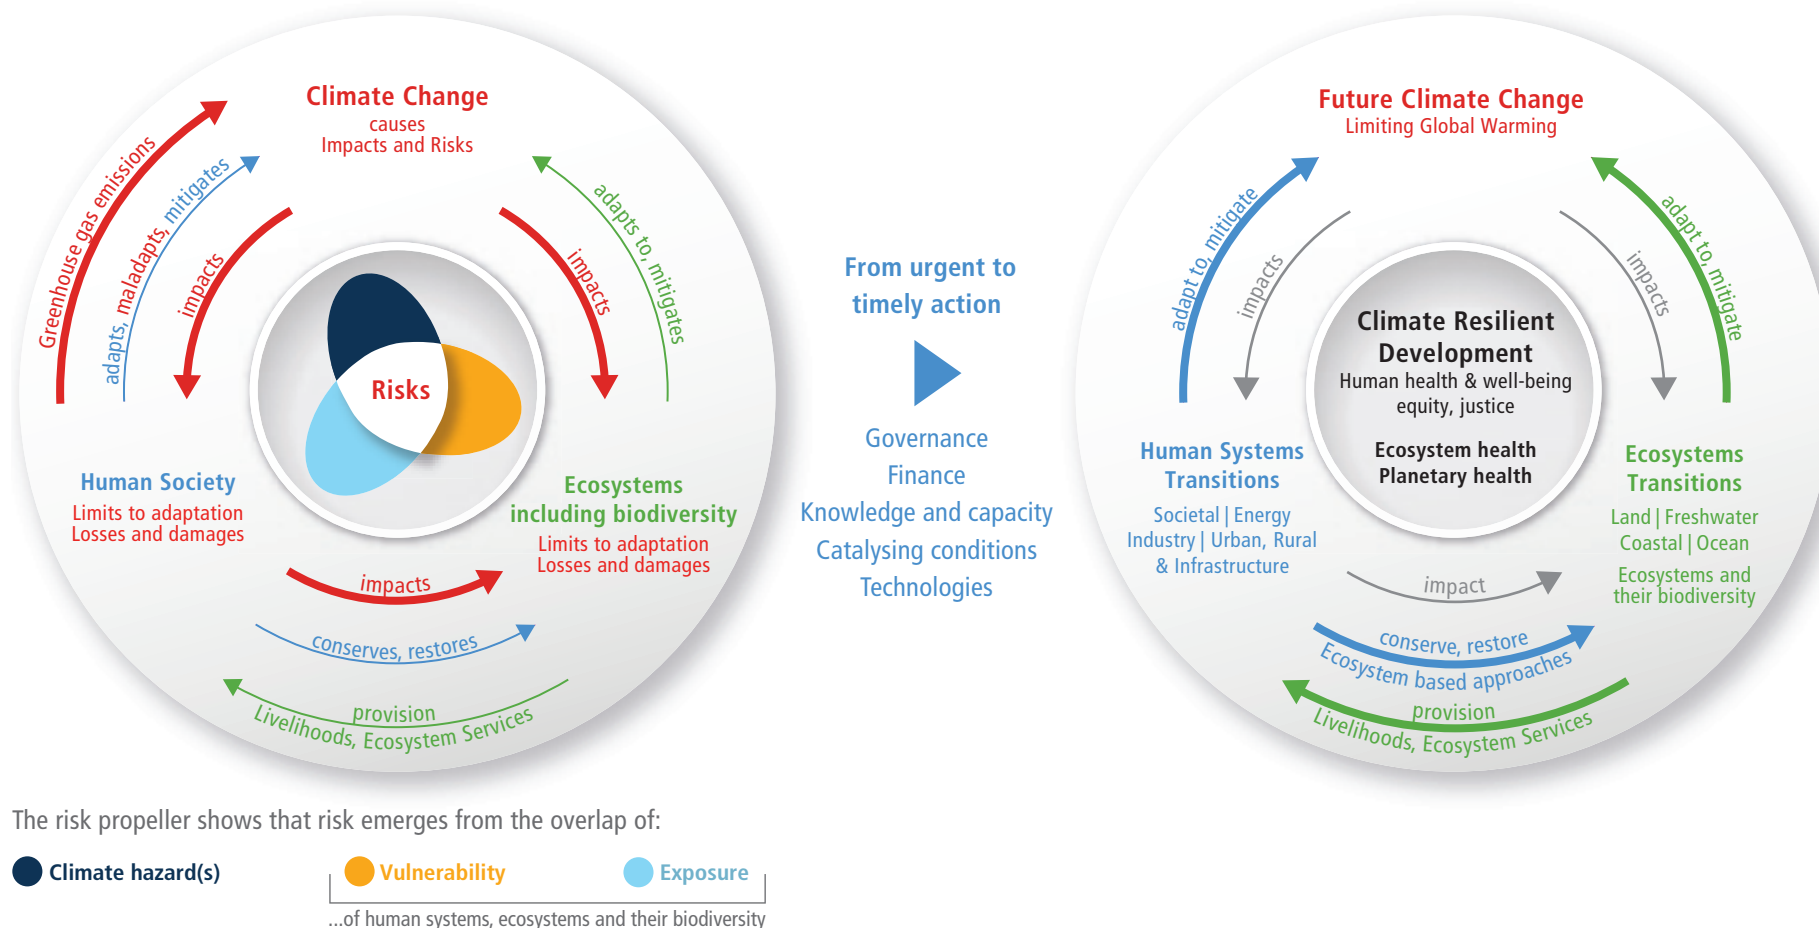 Climate Change
causes
Impacts and Risks
Greenhouse gas emissions
adapts, maladapts, mitigates
impacts
impacts
adapts to, mitigates
Risks
Human Society
Limits to adaptation
Losses and damages
Ecosystems
including biodiversity
Limits to adaptation
Losses and damages
impacts
conserves, restores
provision
Livelihoods, Ecosystem Services
From urgent to
timely action
Governance
Finance
Knowledge and capacity
Catalysing conditions
Technologies
Future Climate Change
Limiting Global Warming
adapt to, mitigate
impacts
impacts
adapt to, mitigate
Climate Resilient
Development
Human health & well-being
equity, justice
Ecosystem health
Planetary health
Human Systems
Transitions
Societal | Energy
Industry | Urban, Rural
& Infrastructure
Ecosystems
Transitions
Land | Freshwater
Coastal | Ocean
Ecosystems and
their biodiversity
impact
conserve, restore
Ecosystem based approaches
provision
Livelihoods, Ecosystem Services
The risk propeller shows that risk emerges from the overlap of:
Climate hazard(s)
Vulnerability
Exposure
...of human systems, ecosystems and their biodiversity